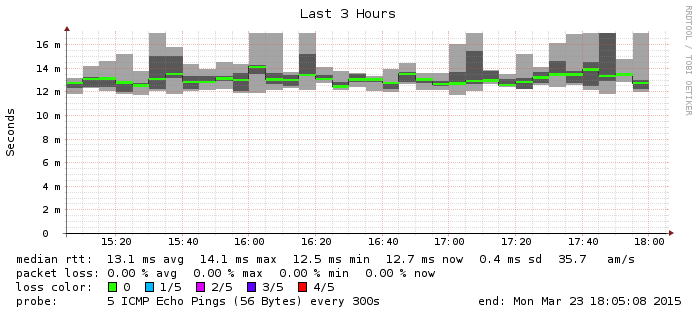 Last 3 Hours
RRDTOOL / TOBI OETIKER
Seconds
16 m
14 m
12 m
10 m
8 m
6 m
4 m
2 m
0
15:20 15:40 16:00 16:20 16:40 17:00 17:20 17:40 18:00
median rtt: 13.1 ms avg 14.1 ms max 12.5 ms min 12.7 ms now 0.4 ms sd 35.7 am/s
packet loss: 0.00 % avg 0.00 % max 0.00 % min 0.00 % now
loss color: 0 1/5 2/5 3/5 4/5
probe: 5 ICMP Echo Pings (56 Bytes) every 300s end: Mon Mar 23 18:05:08 2015